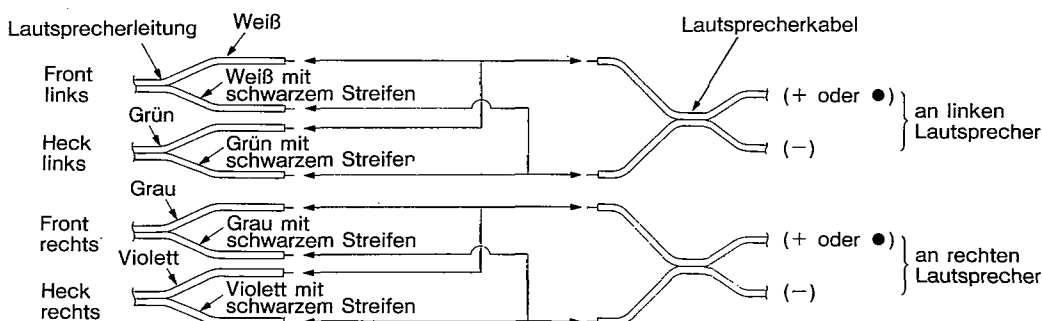 Lautsprecherleitung
Weiß
Lautsprecherkabel
Front
links
Weiß mit
schwarzem Streifen
(+ oder ●)
an linken
Lautsprecher
Grün
Heck
links
Grün mit
schwarzem Streifen
(−)
Grau
Front
rechts
Grau mit
schwarzem Streifen
(+ oder ●)
an rechten
Lautsprecher
Violett
Heck
rechts
Violett mit
schwarzem Streifen
(−)